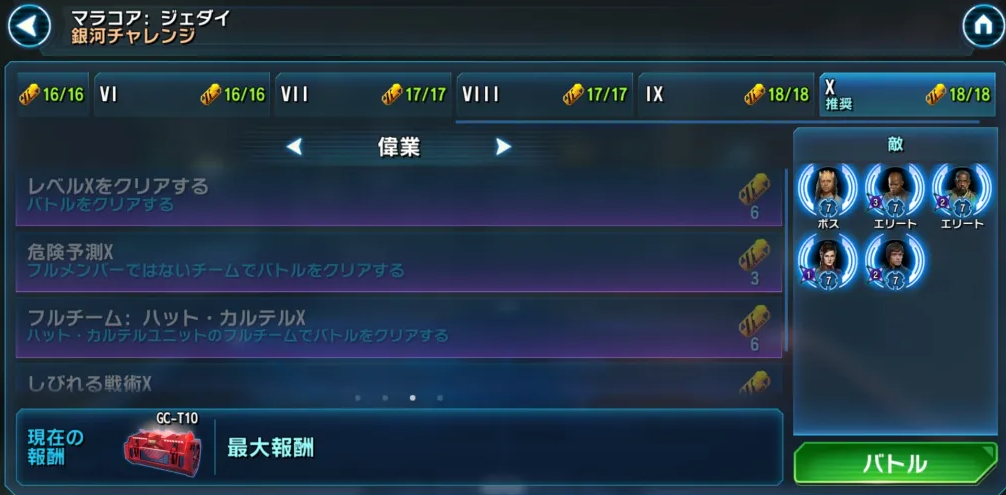 マラコア: ジェダイ
銀河チャレンジ
16/16
VI
16/16
VII
17/17
VIII
17/17
IX
18/18
X
推奨
18/18
偉業
敵
レベルXをクリアする
バトルをクリアする
6
危険予測X
フルメンバーではないチームでバトルをクリアする
3
フルチーム: ハット・カルテルX
ハット・カルテルユニットのフルチームでバトルをクリアする
6
しびれる戦術X
7
ボス
3
7
エリート
2
7
エリート
1
7
2
7
現在の
報酬
GC-T10
最大報酬
バトル